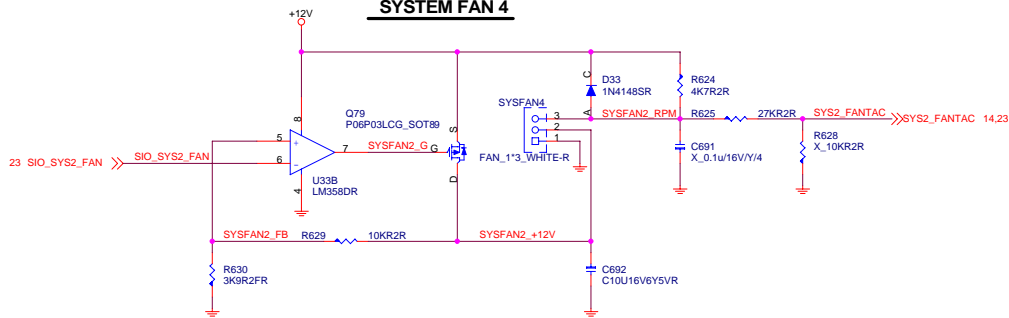 SYSTEM FAN 4
+12V
D33
1N4148SR
C
A
R624
4K7R2R
Q79
P06P03LCG_SOT89
SYSFAN4
3
2
1
SYSFAN2_RPM
R625
27KR2R
SYS2_FANTAC
SYS2_FANTAC 14,23
8
5
+
S
SYSFAN2_G
G
7
R628
X_10KR2R
23 SIO_SYS2_FAN
SIO_SYS2_FAN
6
-
FAN_1*3_WHITE-R
C691
X_0.1u/16V/Y/4
U33B
LM358DR
4
D
SYSFAN2_FB
R629
10KR2R
SYSFAN2_+12V
R630
3K9R2FR
C692
C10U16V6Y5VR